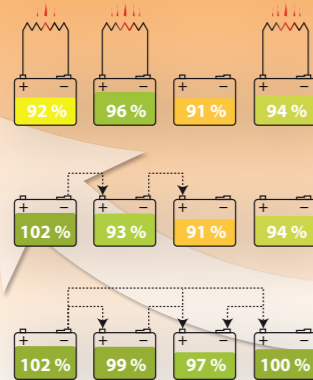 + − + − + − + −
92 % 96 % 91 % 94 %
+ − + − + − + −
102 % 93 % 91 % 94 %
+ − + − + − + −
102 % 99 % 97 % 100 %